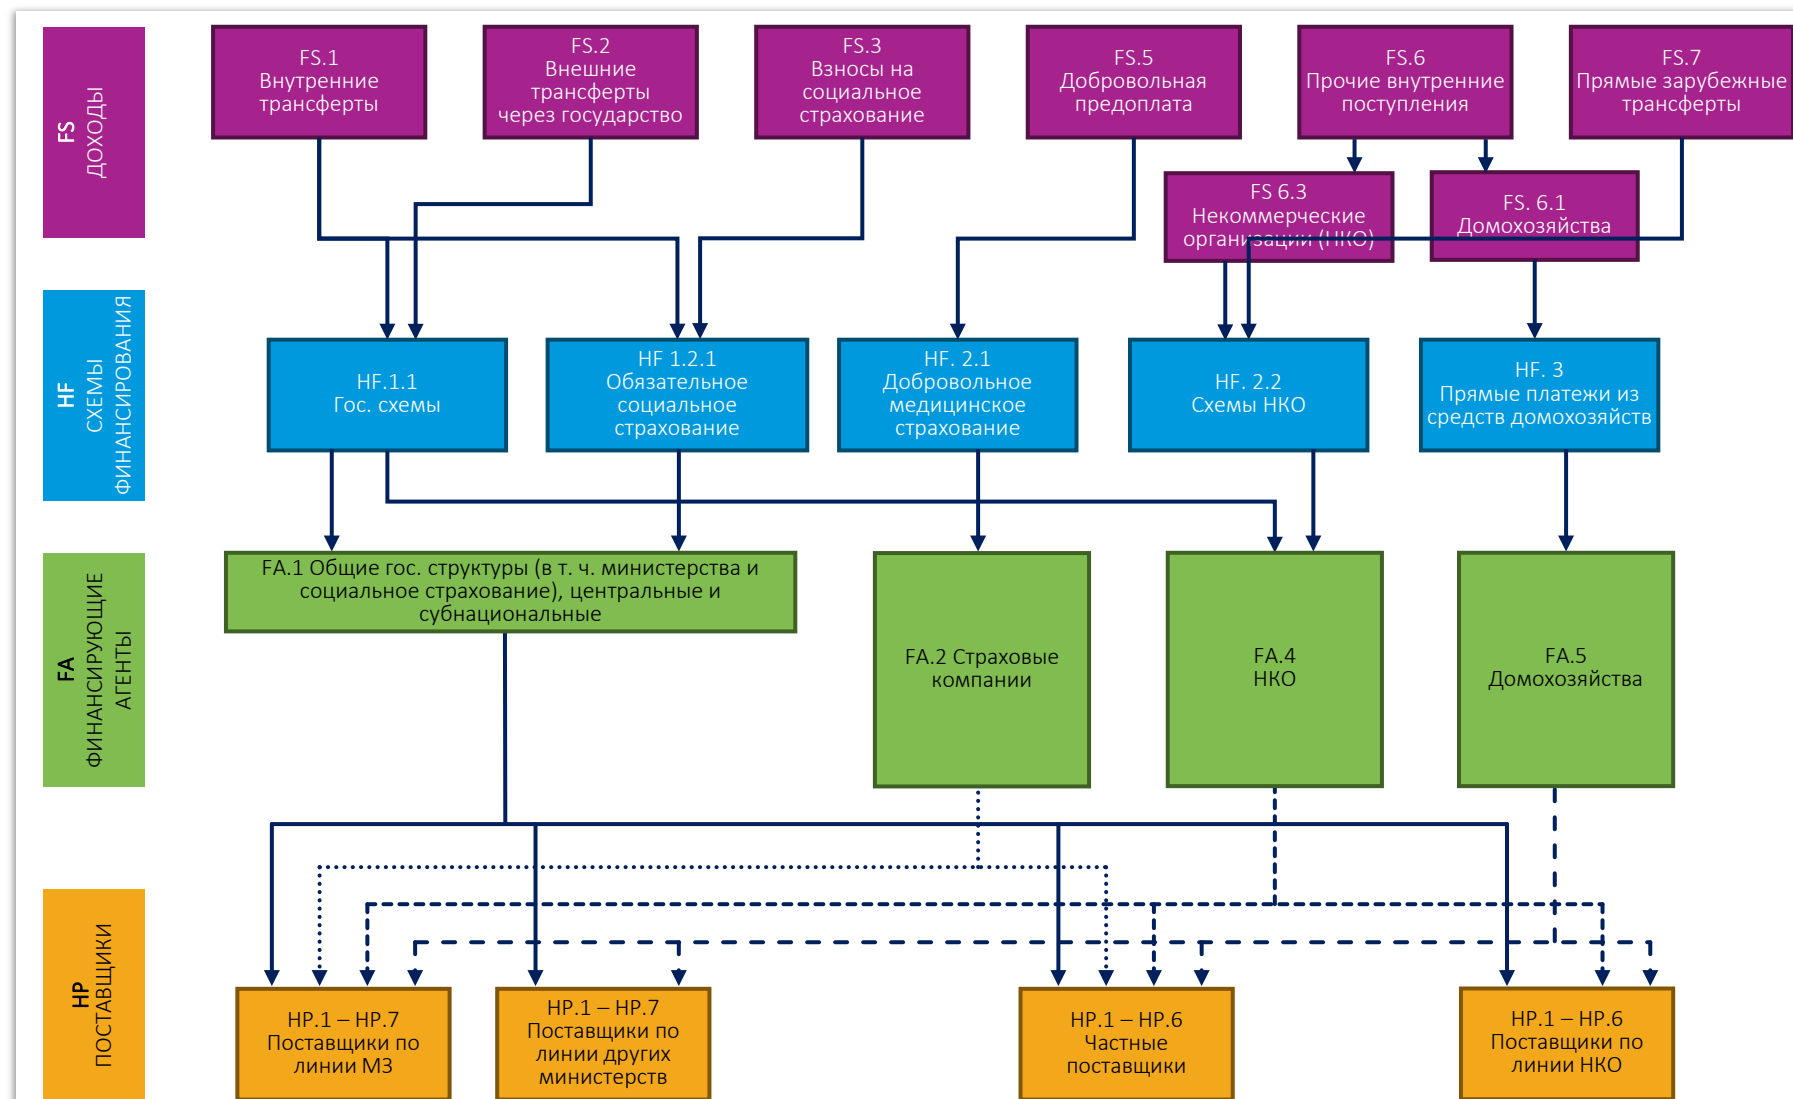 FS
ДОХОДЫ
FS.1
Внутренние
трансферты
FS.2
Внешние
трансферты
через государство
FS.3
Взносы на
социальное
страхование
FS.5
Добровольная
предоплата
FS.6
Прочие внутренние
поступления
FS.7
Прямые зарубежные
трансферты
FS 6.3
Некоммерческие
организации (НКО)
FS. 6.1
Домохозяйства
HF
СХЕМЫ
ФИНАНСИРОВАНИЯ
HF.1.1
Гос. схемы
HF 1.2.1
Обязательное
социальное
страхование
HF. 2.1
Добровольное
медицинское
страхование
HF. 2.2
Схемы НКО
HF. 3
Прямые платежи из
средств домохозяйств
FA
ФИНАНСИРУЮЩИЕ
АГЕНТЫ
FA.1 Общие гос. структуры (в т. ч. министерства и
социальное страхование), центральные и
субнациональные
FA.2 Страховые
компании
FA.4
НКО
FA.5
Домохозяйства
HP
ПОСТАВЩИКИ
HP.1 – HP.7
Поставщики по
линии МЗ
HP.1 – HP.7
Поставщики по
линии других
министерств
HP.1 – HP.6
Частные
поставщики
HP.1 – HP.6
Поставщики по
линии НКО